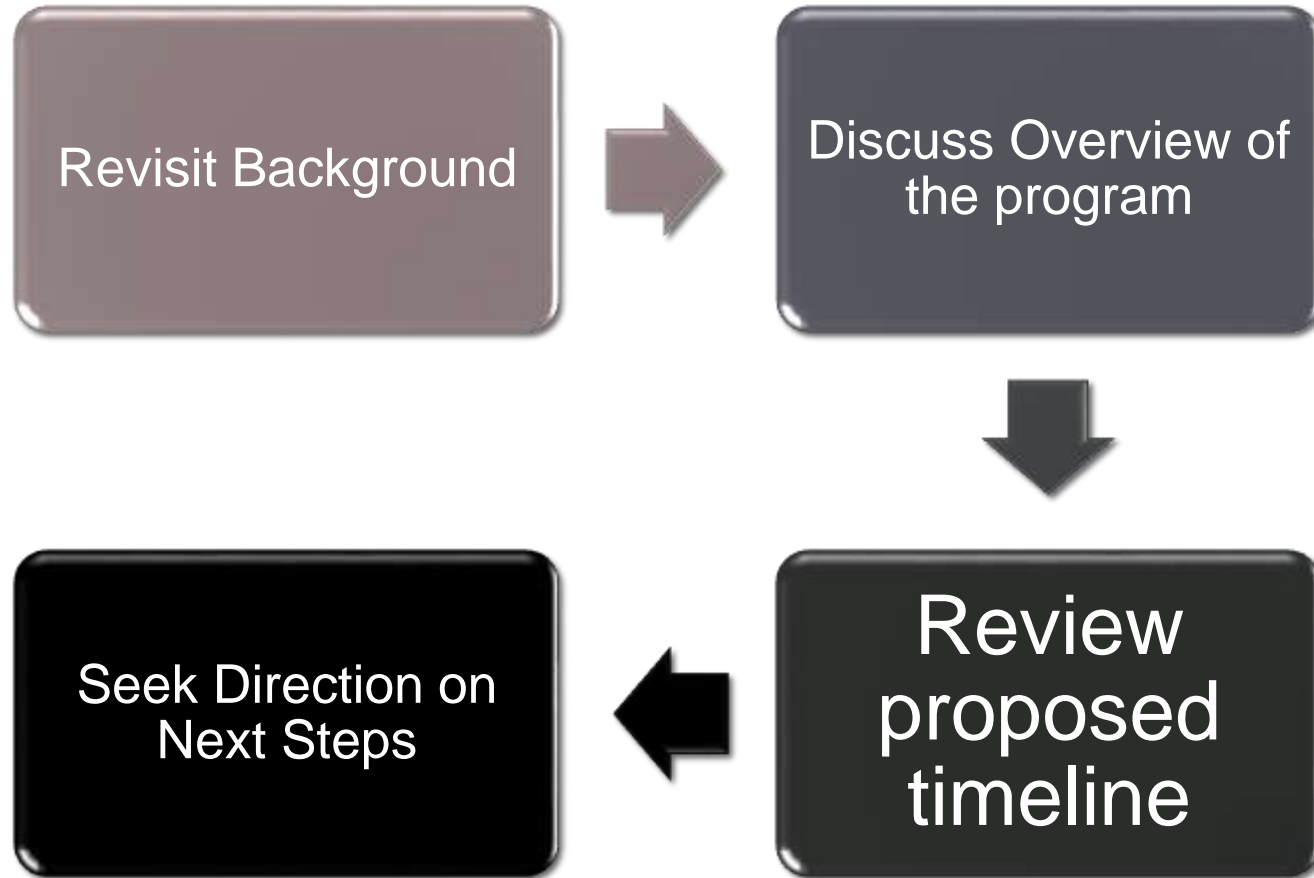 Revisit Background
Discuss Overview of
the program
Review
proposed
timeline
Seek Direction on
Next Steps